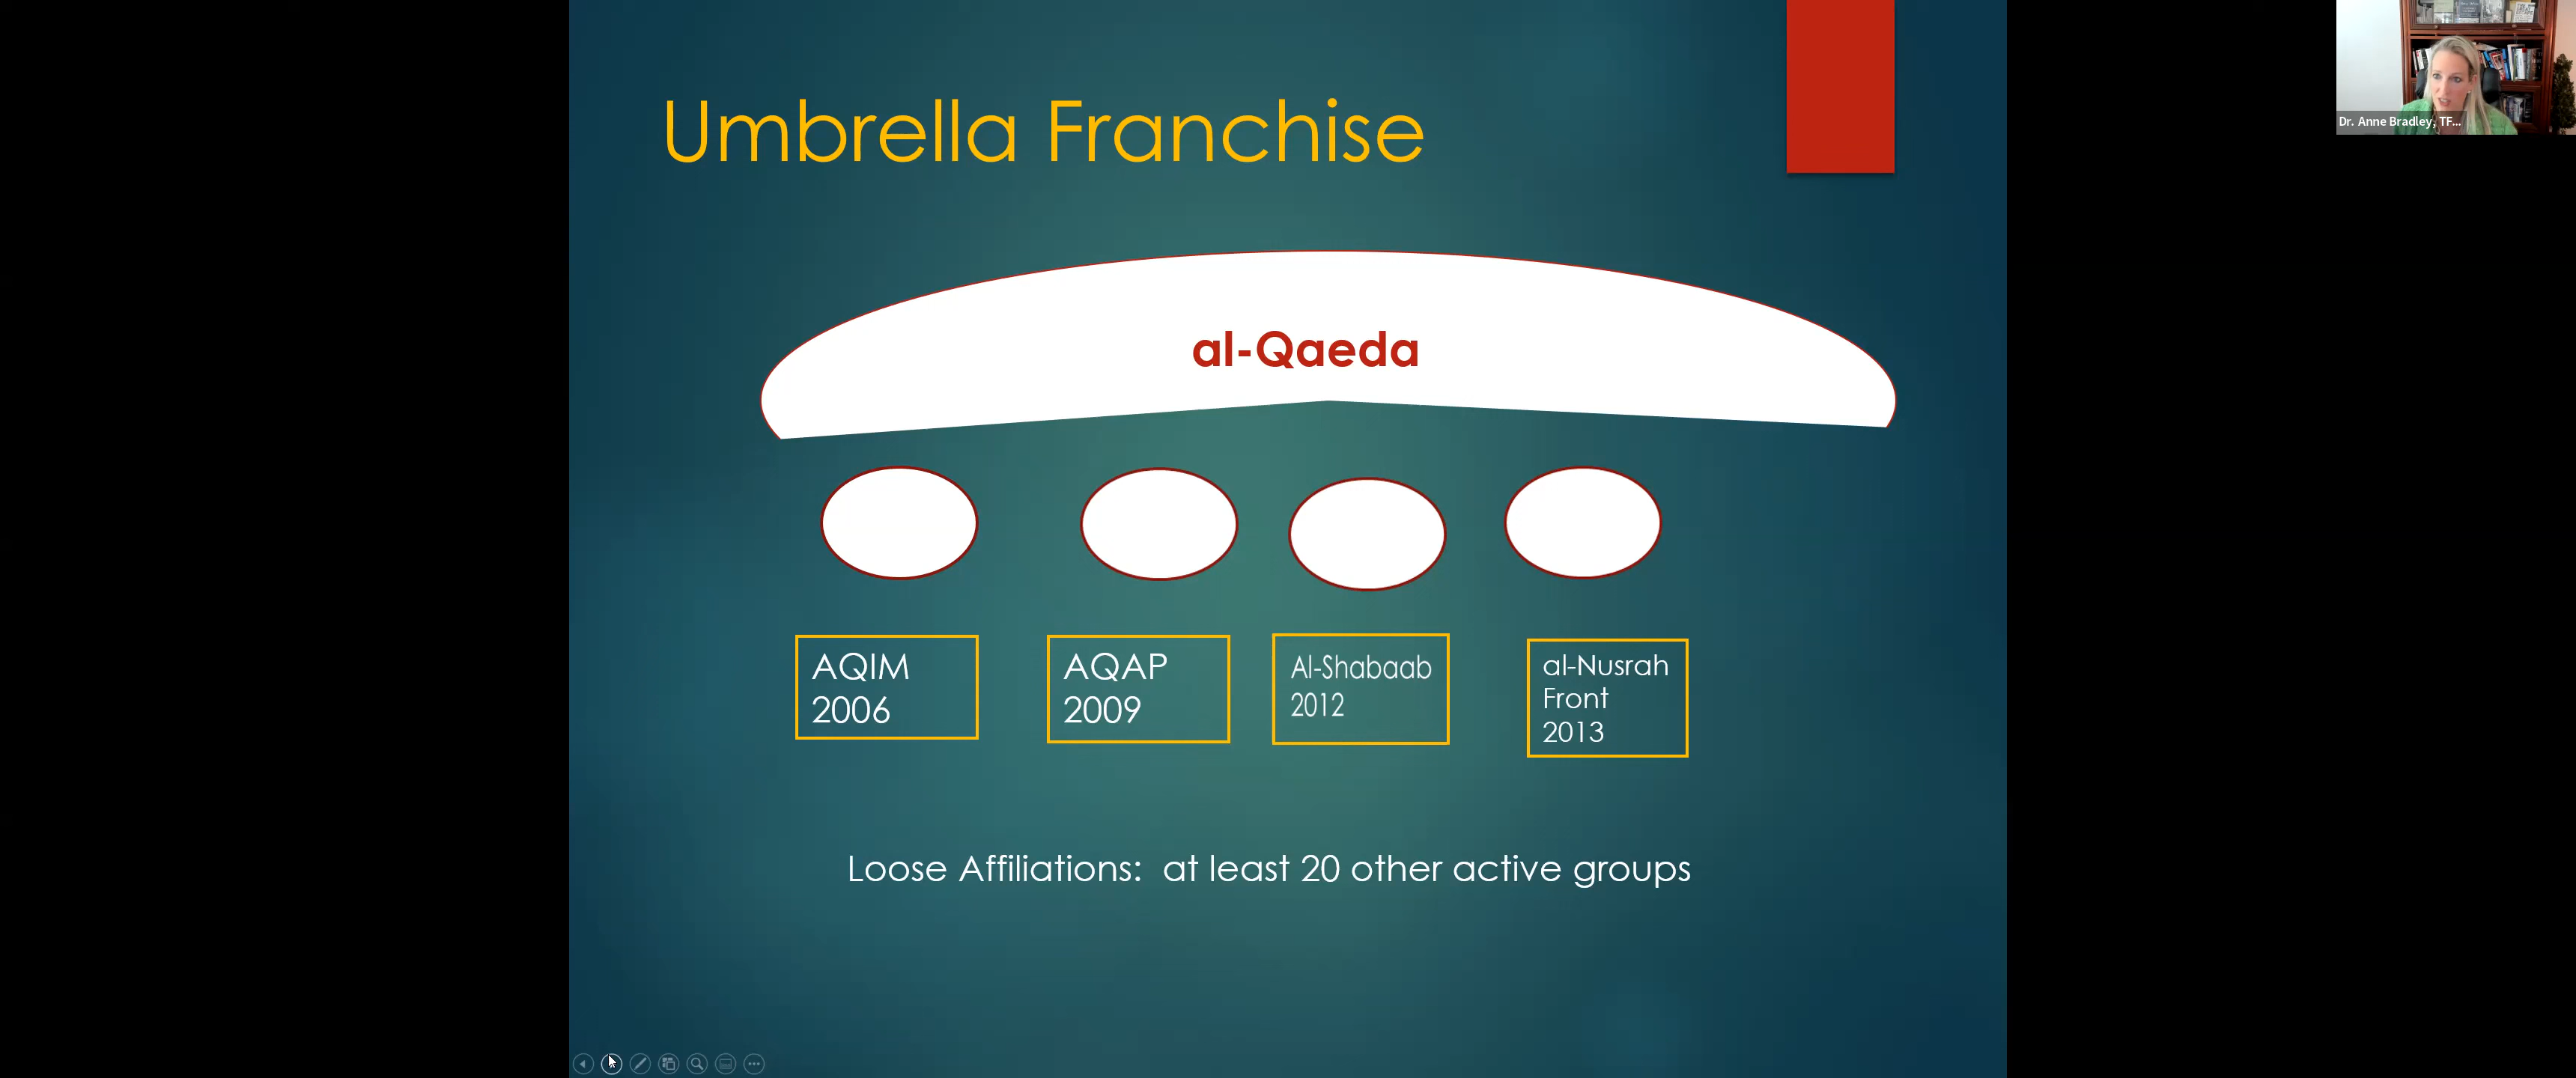 Umbrella Franchise
Dr. Anne Bradley, TF...
al-Qaeda
AQIM
2006
AQAP
2009
Al-Shabaab
2012
al-Nusrah
Front
2013
Loose Affiliations: at least 20 other active groups